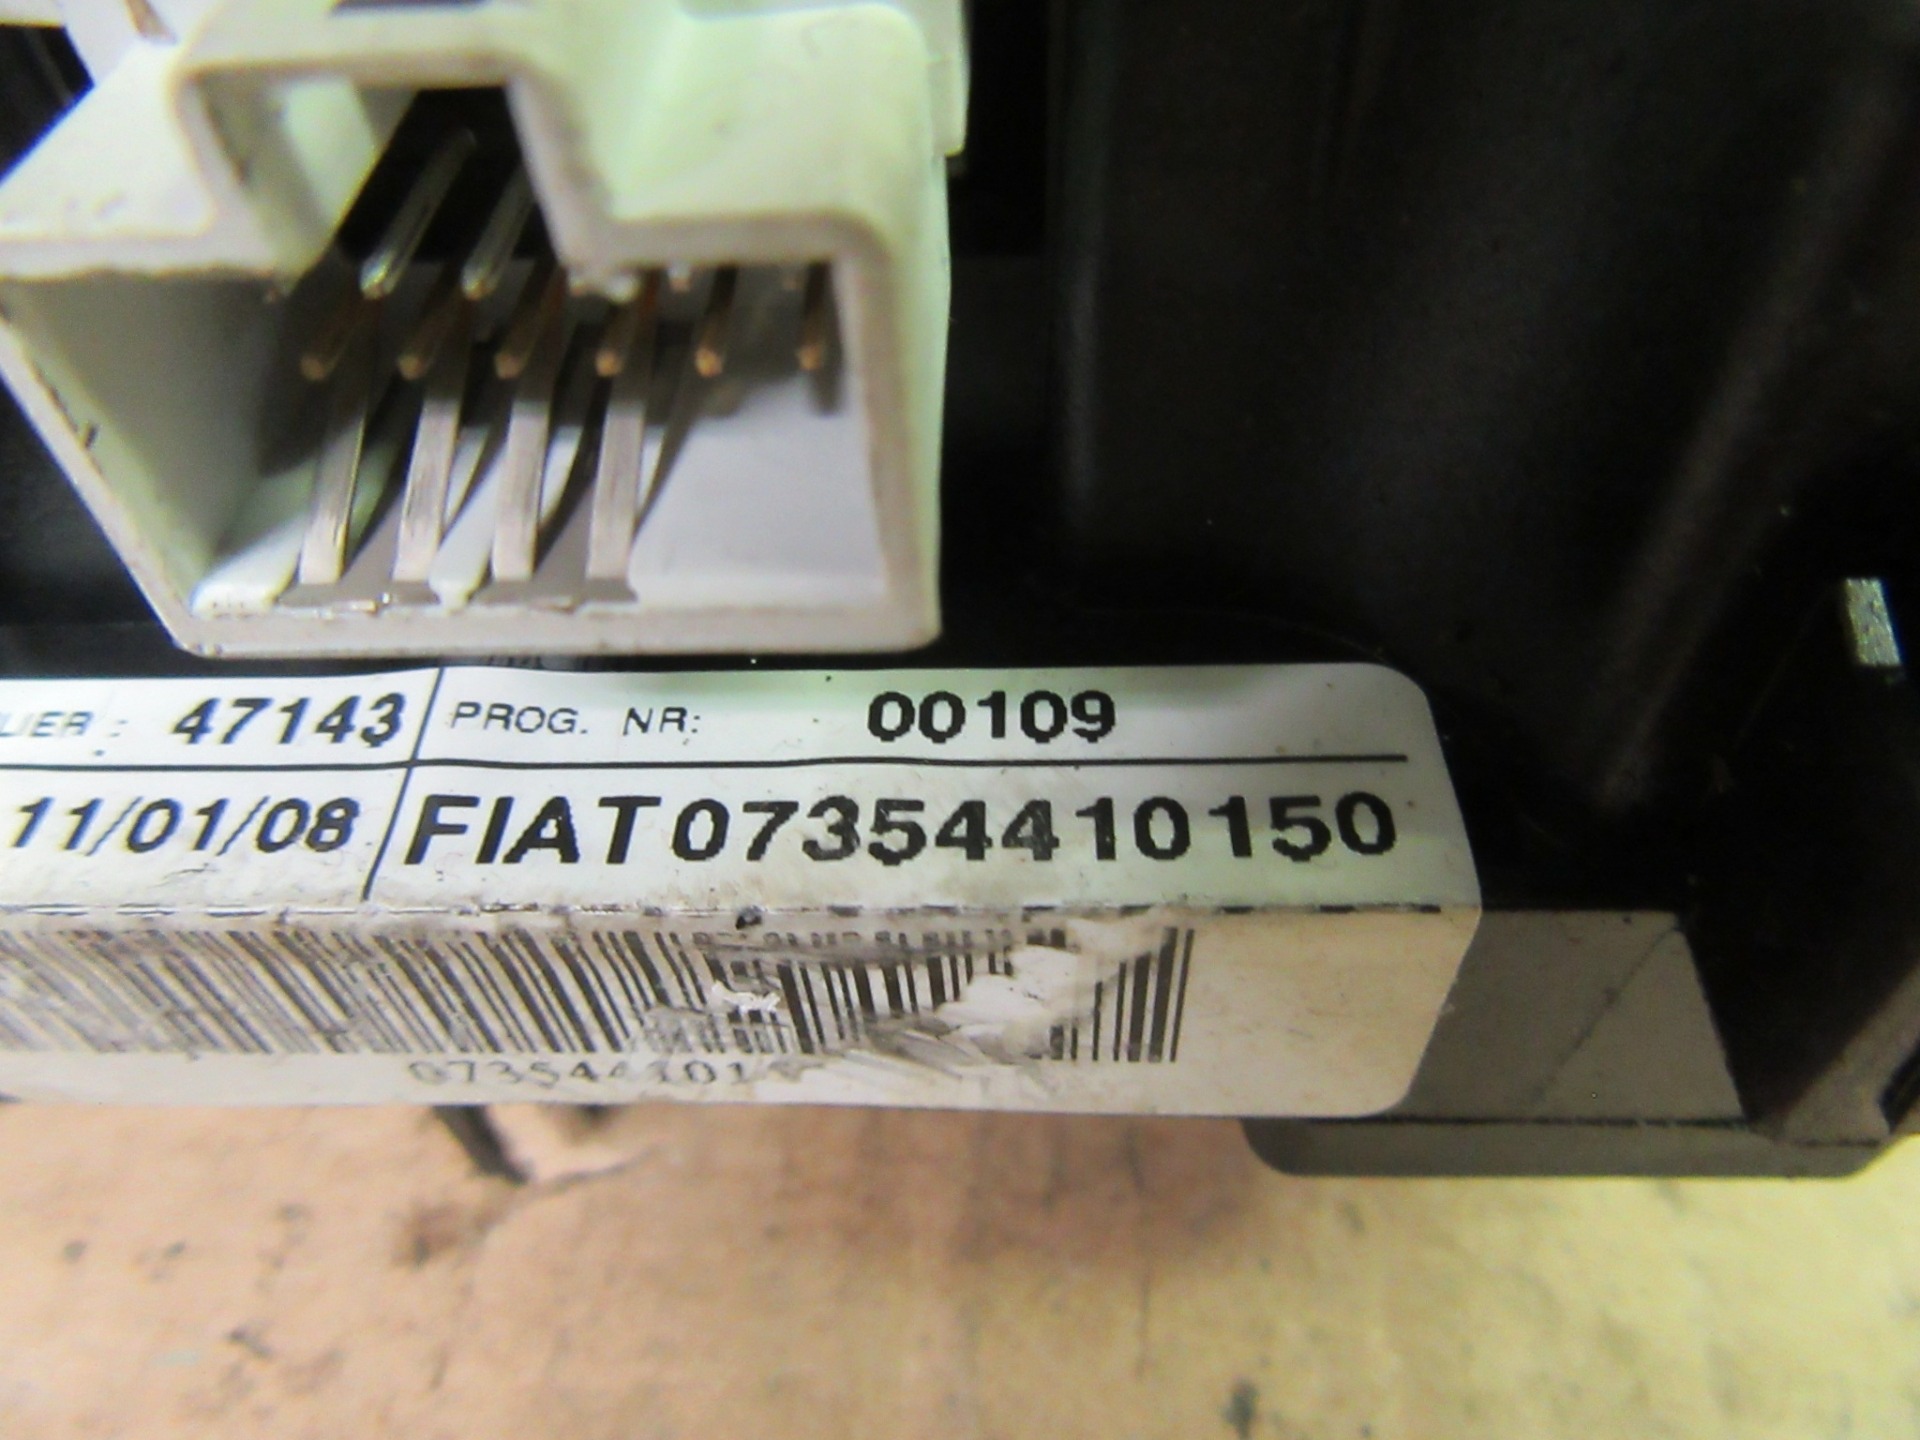 47143 PROG. NR: 00109
11/01/08 FIAT07354410150